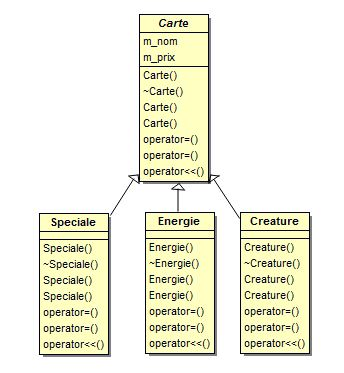 Carte
m_nom
m_prix
Carte()
~Carte()
Carte()
Carte()
operator=()
operator=()
operator<<()
Speciale
Speciale()
~Speciale()
Speciale()
Speciale()
operator=()
operator=()
operator<<()
Energie
Energie()
~Energie()
Energie()
Energie()
operator=()
operator=()
operator<<()
Creature
Creature()
~Creature()
Creature()
Creature()
operator=()
operator=()
operator<<()